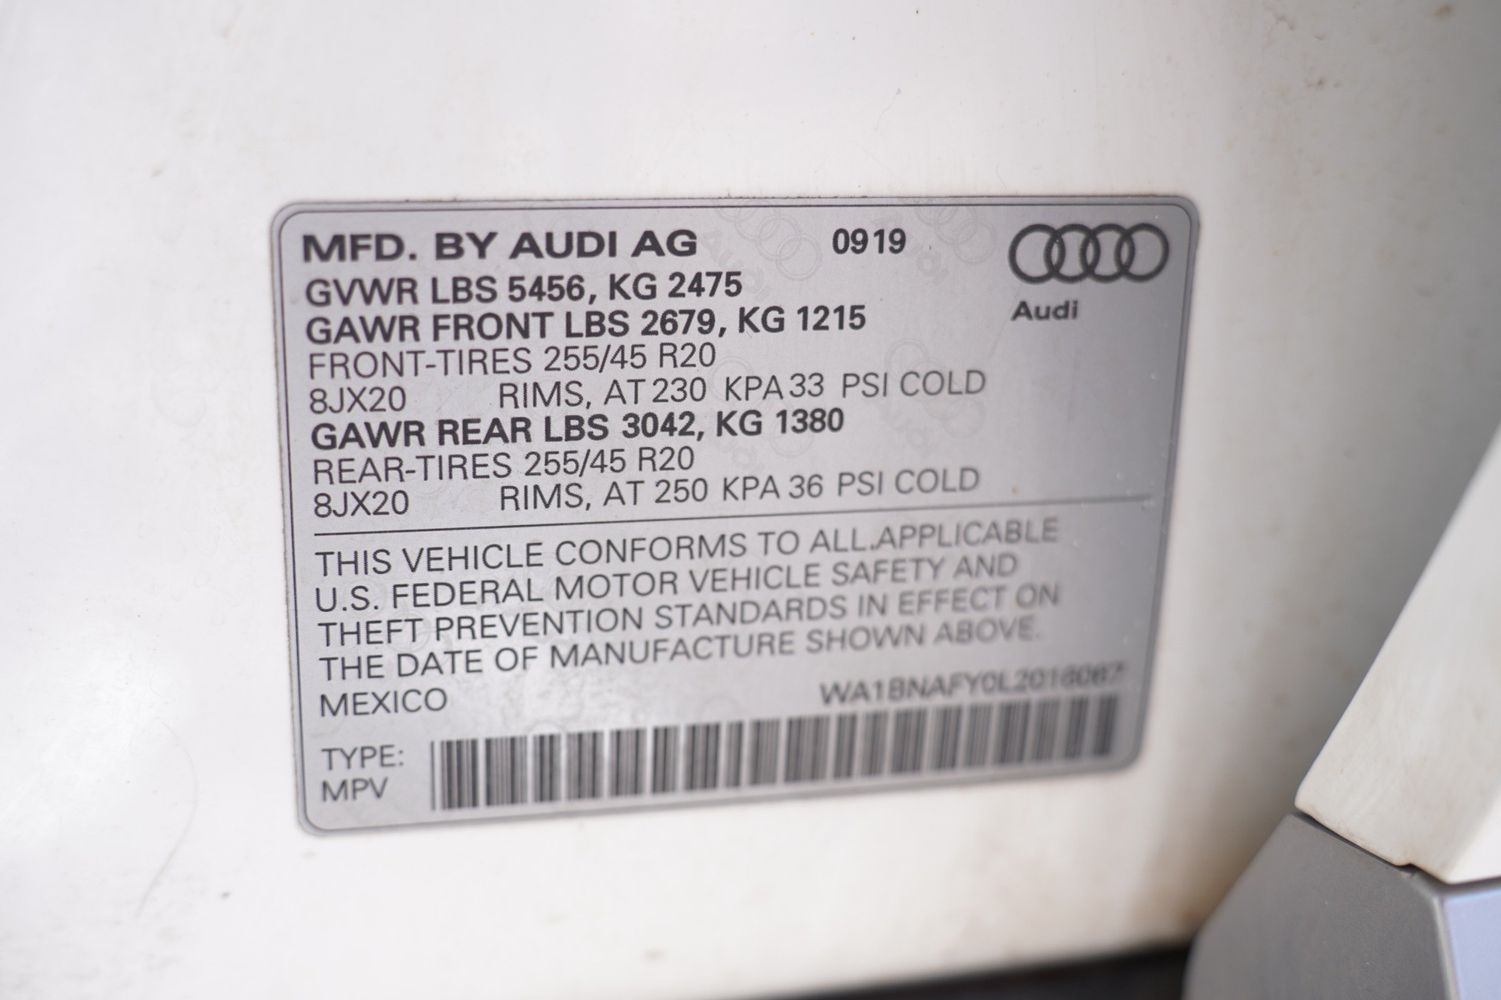 MFD. BY AUDI AG 0919
GVWR LBS 5456, KG 2475
GAWR FRONT LBS 2679, KG 1215
Audi
FRONT-TIRES 255/45 R20
8JX20 RIMS, AT 230 KPA 33 PSI COLD
GAWR REAR LBS 3042, KG 1380
REAR-TIRES 255/45 R20
8JX20 RIMS, AT 250 KPA 36 PSI COLD
THIS VEHICLE CONFORMS TO ALL.APPLICABLE
U.S. FEDERAL MOTOR VEHICLE SAFETY AND
THEFT PREVENTION STANDARDS IN EFFECT ON
THE DATE OF MANUFACTURE SHOWN ABOVE.
MEXICO
TYPE:
MPV